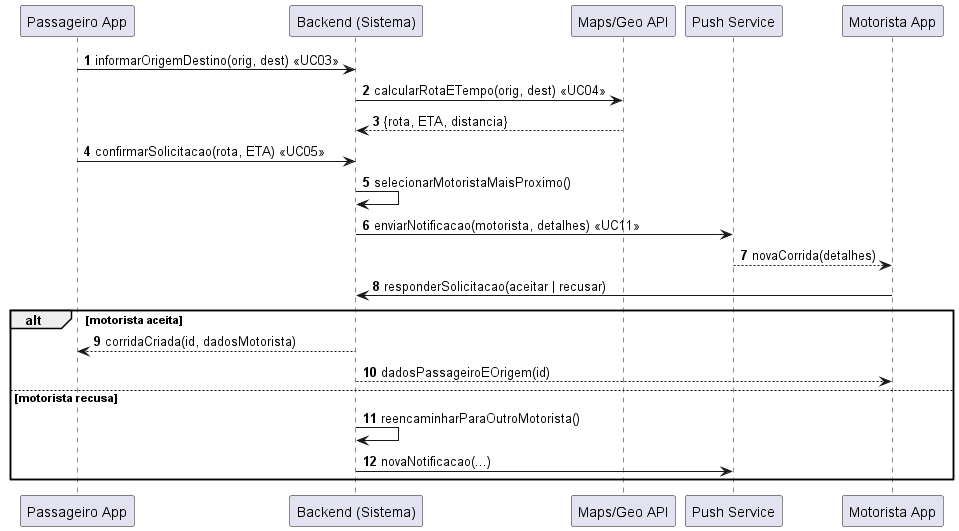 Passageiro App Backend (Sistema) Maps/Geo API Push Service Motorista App
1 informarOrigemDestino(orig, dest) «UC03»
2 calcularRotaETempo(orig, dest) «UC04»
3 {rota, ETA, distancia}
4 confirmarSolicitacao(rota, ETA) «UC05»
5 selecionarMotoristaMaisProximo()
6 enviarNotificacao(motorista, detalhes) «UC11»
7 novaCorrida(detalhes)
8 responderSolicitacao(aceitar | recusar)
alt [motorista aceita]
9 corridaCriada(id, dadosMotorista)
10 dadosPassageiroEOrigem(id)
[motorista recusa]
11 reencaminharParaOutroMotorista()
12 novaNotificacao(...)
Passageiro App Backend (Sistema) Maps/Geo API Push Service Motorista App